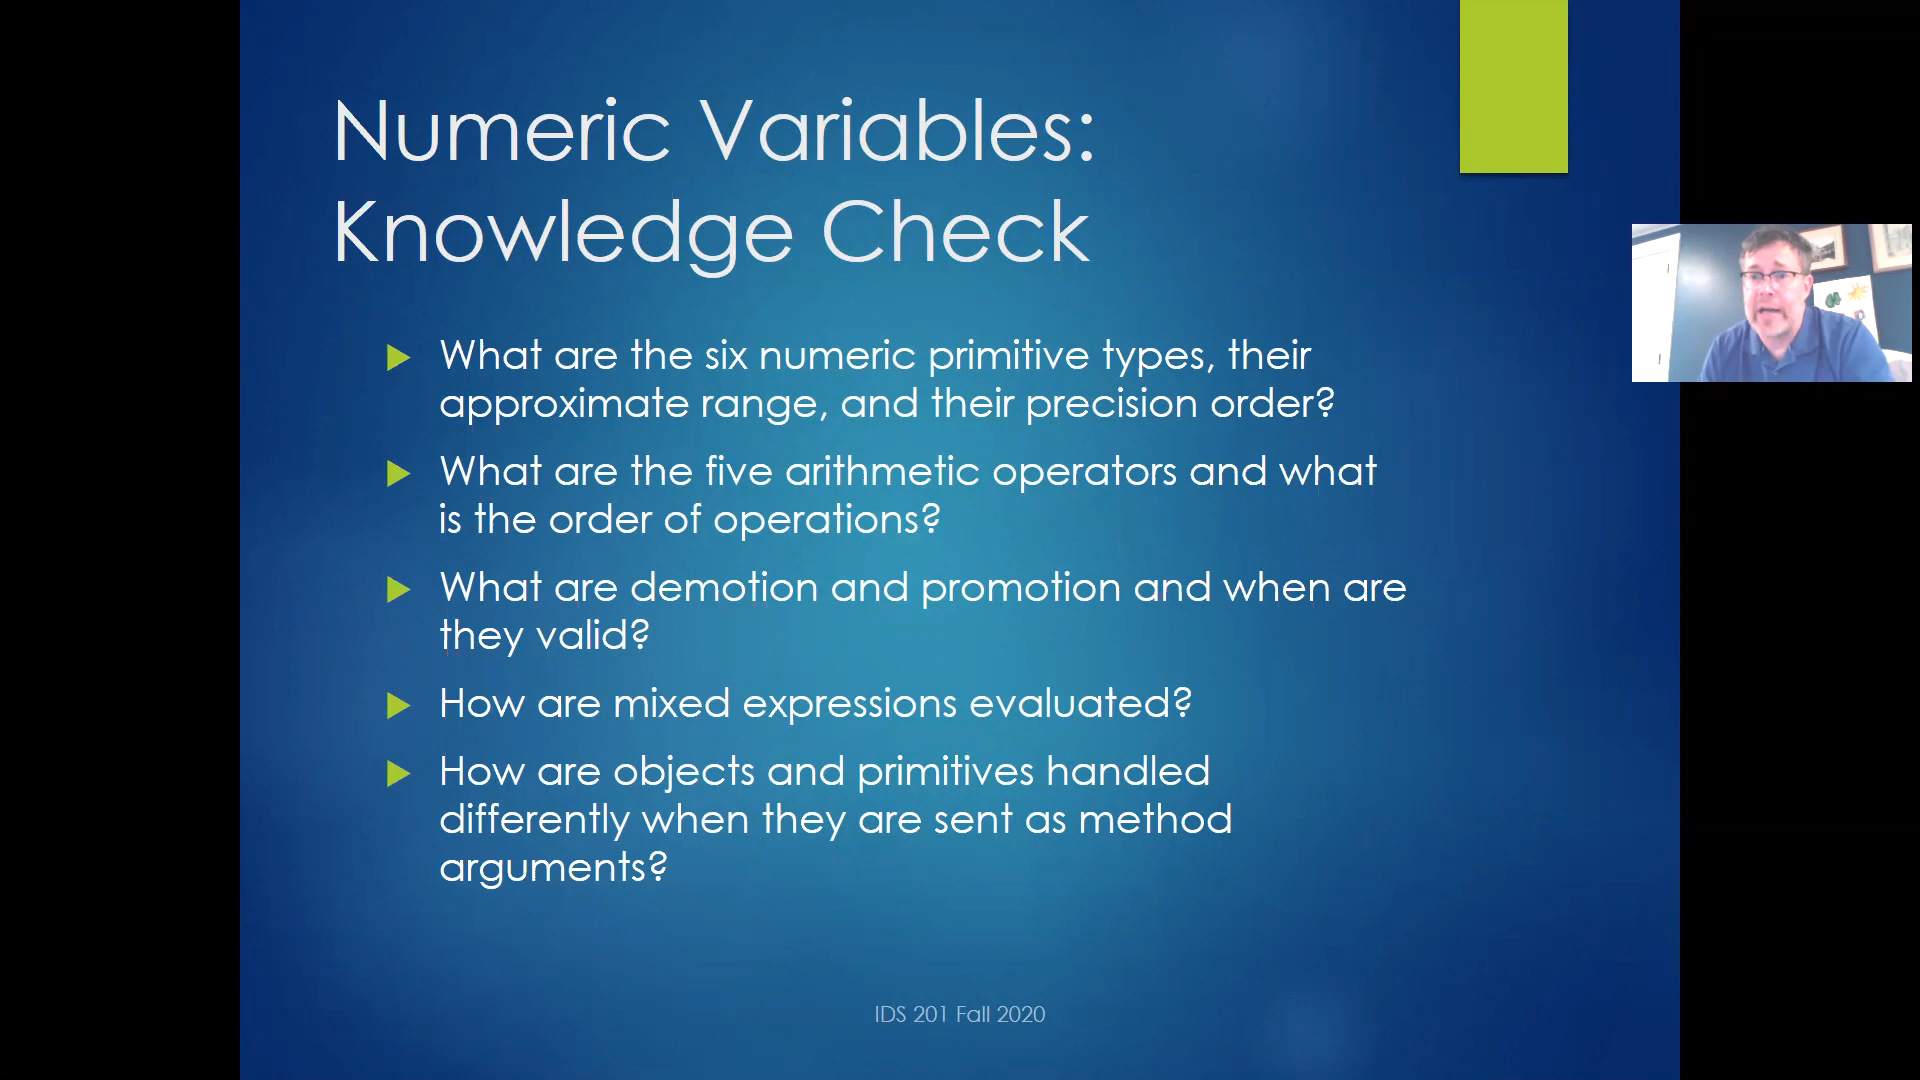 Numeric Variables:
Knowledge Check
What are the six numeric primitive types, their
approximate range, and their precision order?
What are the five arithmetic operators and what
is the order of operations?
What are demotion and promotion and when are
they valid?
How are mixed expressions evaluated?
How are objects and primitives handled
differently when they are sent as method
arguments?
IDS 201 Fall 2020